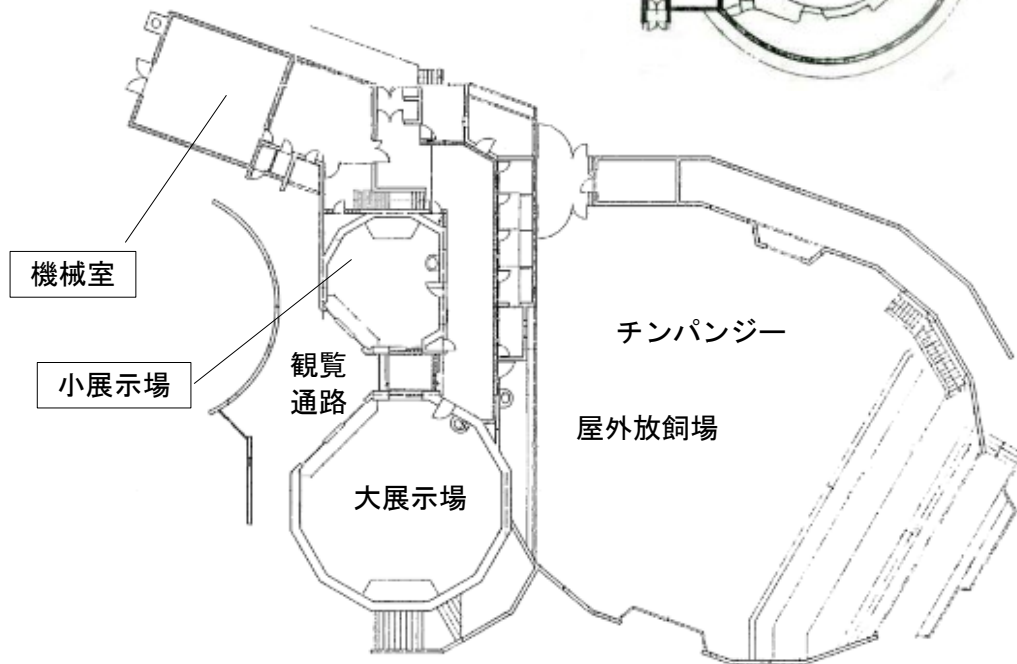 機械室
小展示場
観覧
通路
チンパンジー
屋外放飼場
大展示場